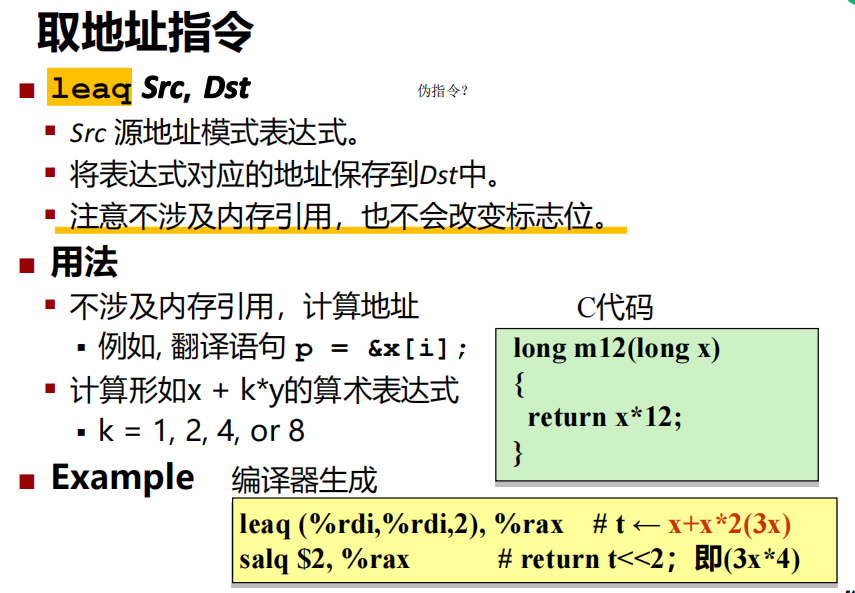 取地址指令
leaq Src, Dst
伪指令?
Src 源地址模式表达式。
将表达式对应的地址保存到Dst中。
注意不涉及内存引用，也不会改变标志位。
用法
不涉及内存引用，计算地址
例如, 翻译语句 p = &x[i];
计算形如x + k*y的算术表达式
k = 1, 2, 4, or 8
C代码
long m12(long x)
{
return x*12;
}
Example 编译器生成
leaq (%rdi,%rdi,2), %rax # t ← x+x*2(3x)
salq $2, %rax # return t<<2；即(3x*4)